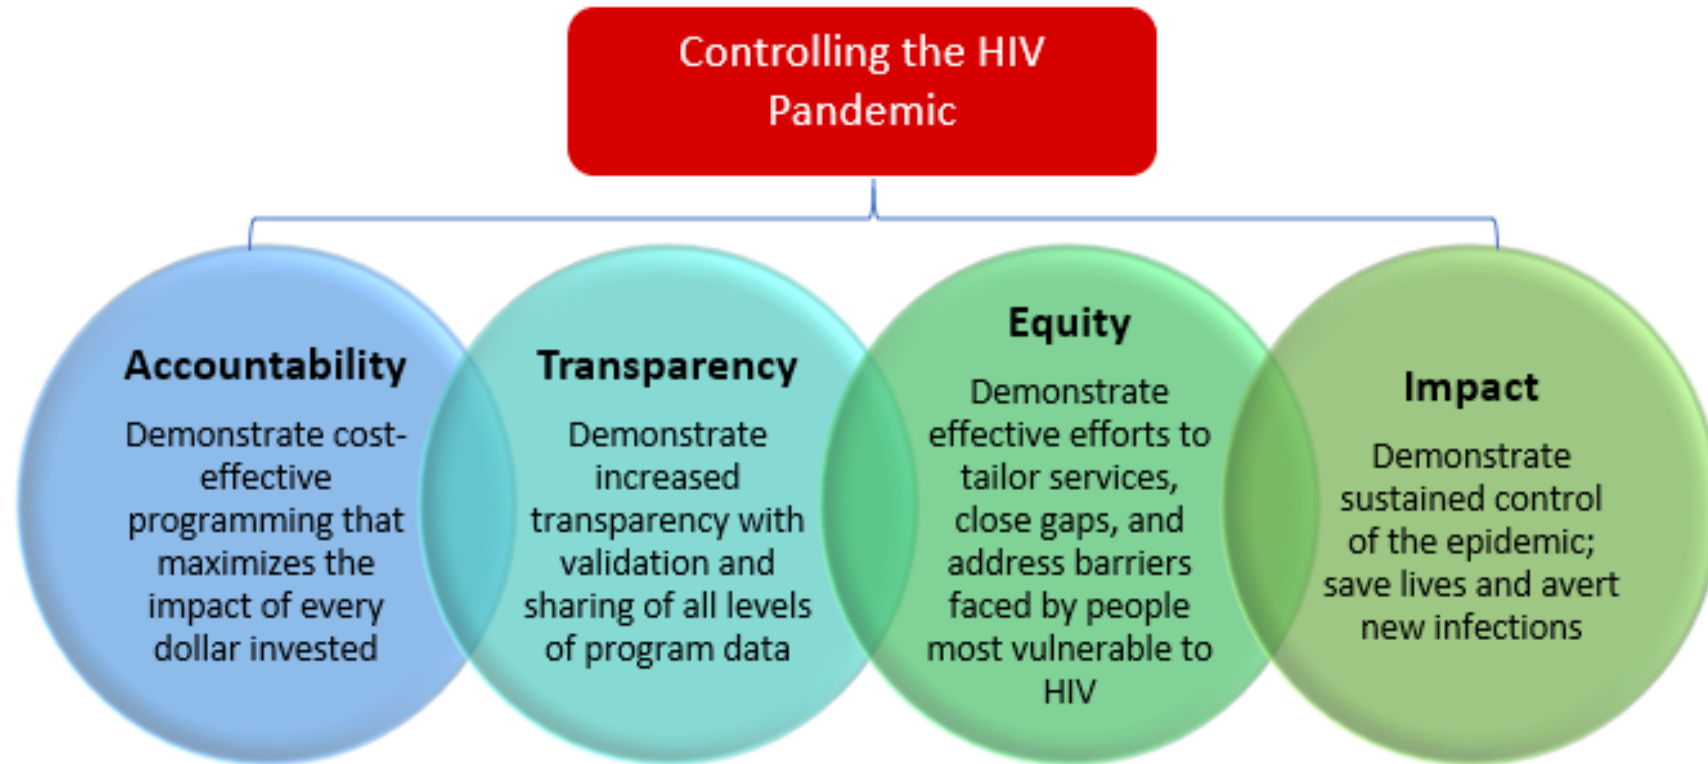 Controlling the HIV
Pandemic
Accountability
Demonstrate cost-
effective
programming that
maximizes the
impact of every
dollar invested
Transparency
Demonstrate
increased
transparency with
validation and
sharing of all levels
of program data
Equity
Demonstrate
effective efforts to
tailor services,
close gaps, and
address barriers
faced by people
most vulnerable to
HIV
Impact
Demonstrate
sustained control
of the epidemic;
save lives and avert
new infections